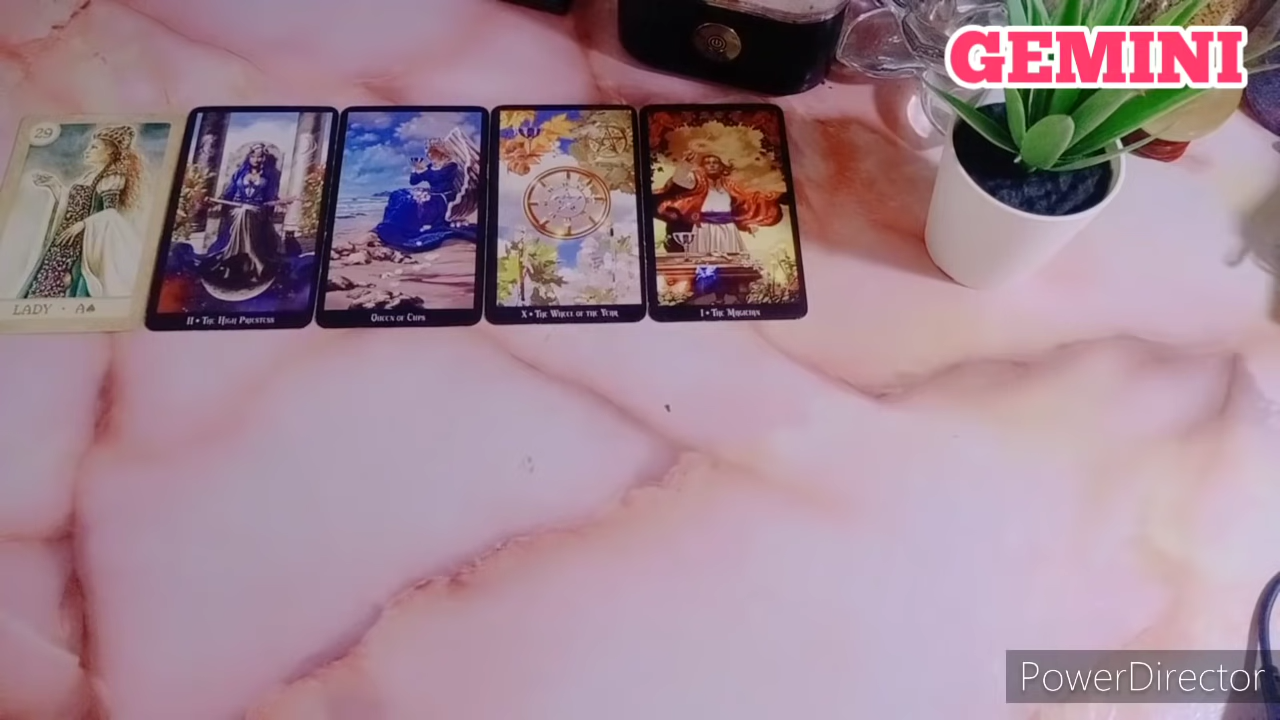 GEMINI
29
LADY • A♠
II • THE HIGH PRIESTESS
QUEEN OF CUPS
X • THE WHEEL OF THE YEAR
I • THE MAGICIAN
PowerDirector